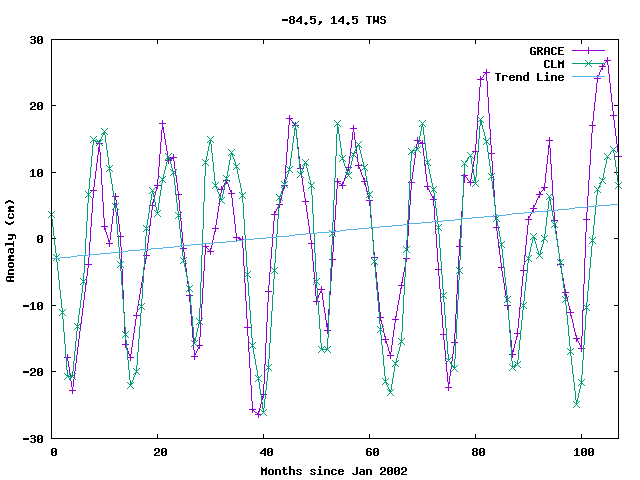 -84.5, 14.5 TWS
GRACE
CLM
Trend Line
Anomaly (cm)
30
20
10
0
-10
-20
-30
0 20 40 60 80 100
Months since Jan 2002